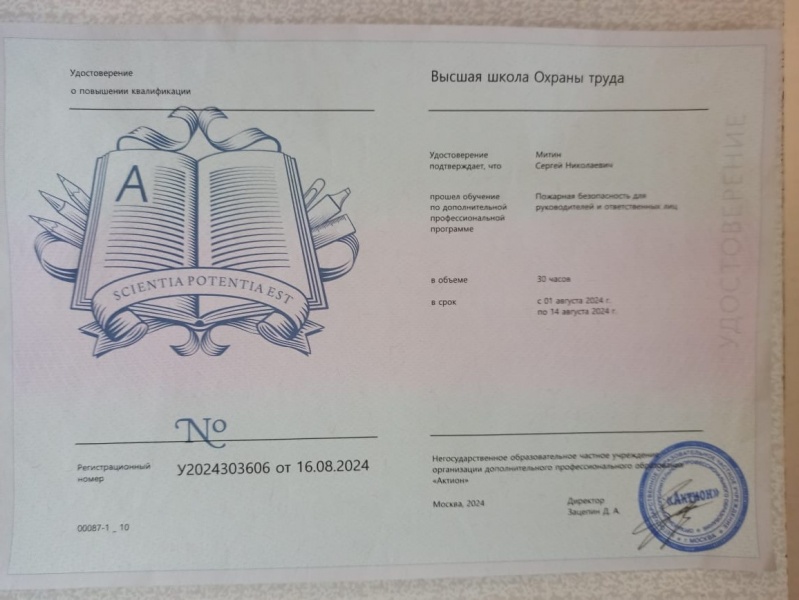 Удостоверение
о повышении квалификации
A
SCIENTIA POTENTIA EST
№
Регистрационный
номер
У2024303606 от 16.08.2024
00087-1 _ 10
Высшая школа Охраны труда
Удостоверение
подтверждает, что
Митин
Сергей Николаевич
прошел обучение
по дополнительной
профессиональной
программе
Пожарная безопасность для
руководителей и ответственных лиц
в объеме
30 часов
в срок
с 01 августа 2024 г.
по 14 августа 2024 г.
Негосударственное образовательное частное учреждение
организации дополнительного профессионального образования
«Актион»
Москва, 2024
Директор
Зацепин Д. А.
«Актион»
г. МОСКВА
УДОСТОВЕРЕНИЕ